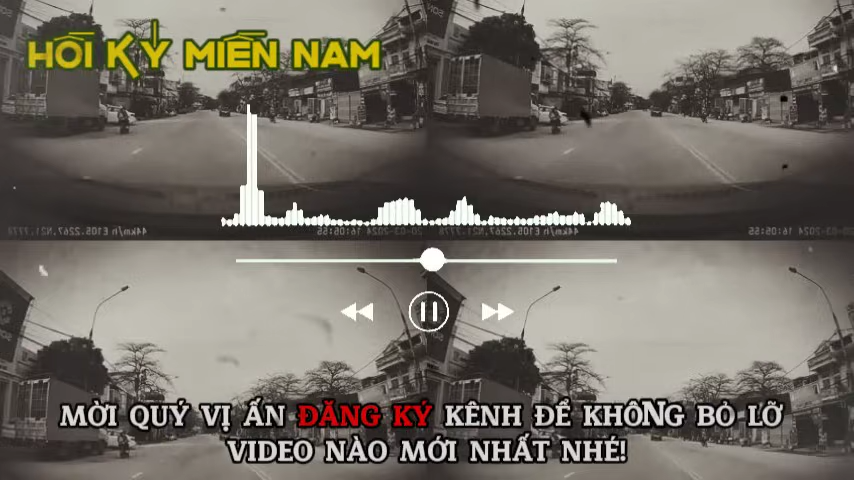 HỒI KÝ MIỀN NAM
MỜI QUÝ VỊ ẤN ĐĂNG KÝ KÊNH ĐỂ KHÔNG BỎ LỠ
VIDEO NÀO MỚI NHẤT NHÉ!